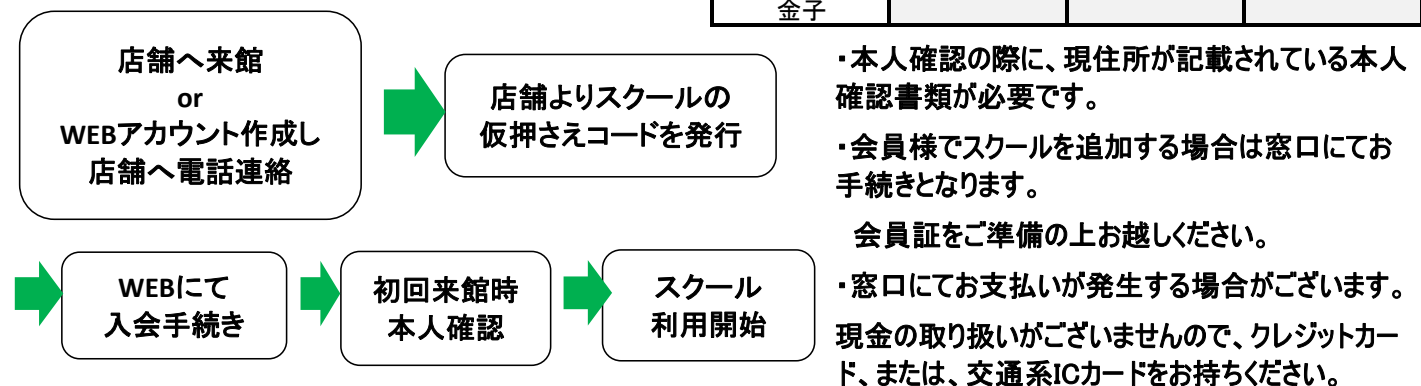 金子
店舗へ来館
or
WEBアカウント作成し
店舗へ電話連絡
店舗よりスクールの
仮押さえコードを発行
WEBにて
入会手続き
初回来館時
本人確認
スクール
利用開始
・本人確認の際に、現住所が記載されている本人
確認書類が必要です。
・会員様でスクールを追加する場合は窓口にてお
手続きとなります。
会員証をご準備の上お越しください。
・窓口にてお支払いが発生する場合がございます。
現金の取り扱いがございませんので、クレジットカー
ド、または、交通系ICカードをお持ちください。